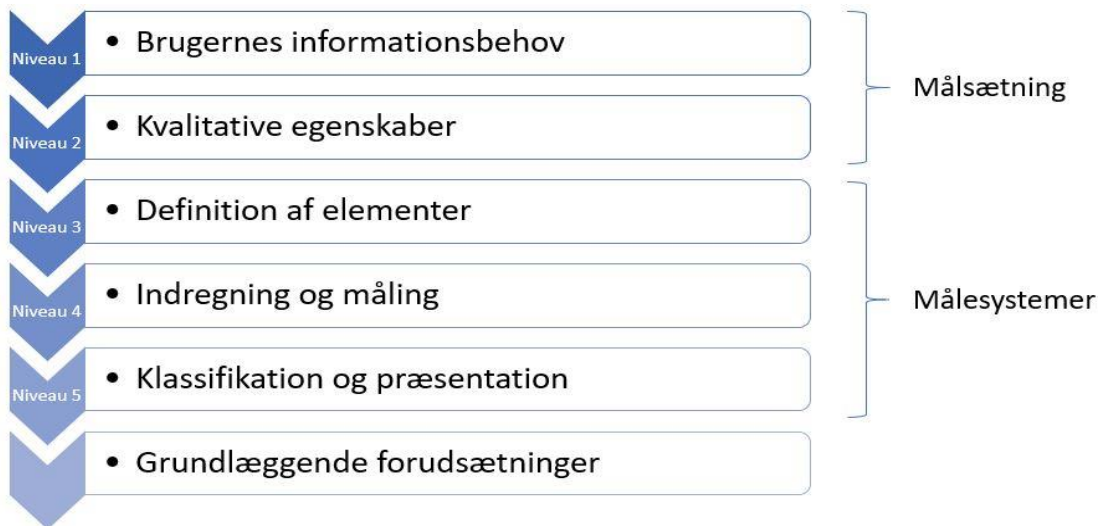 Niveau 1
• Brugernes informationsbehov
Niveau 2
• Kvalitative egenskaber
Målsætning
Niveau 3
• Definition af elementer
Niveau 4
• Indregning og måling
Niveau 5
• Klassifikation og præsentation
Målesystemer
• Grundlæggende forudsætninger